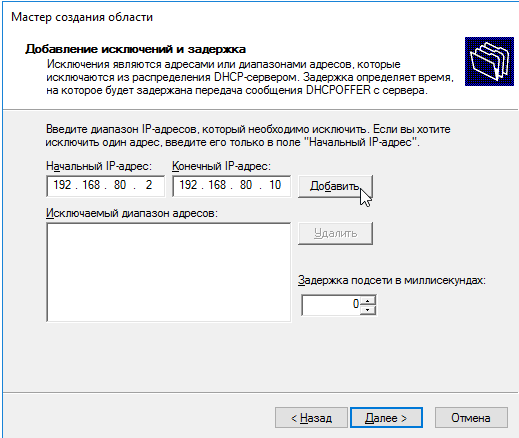 Мастер создания области
Добавление исключений и задержка
Исключения являются адресами или диапазонами адресов, которые
исключаются из распределения DHCP-сервером. Задержка определяет время,
на которое будет задержана передача сообщения DHCPOFFER с сервера.
Введите диапазон IP-адресов, который необходимо исключить. Если вы хотите
исключить один адрес, введите его только в поле "Начальный IP-адрес".
Начальный IP-адрес: Конечный IP-адрес:
192 . 168 . 80 . 2 192 . 168 . 80 . 10 Добавить
Исключаемый диапазон адресов:
Удалить
Задержка подсети в миллисекундах:
0
< Назад Далее > Отмена